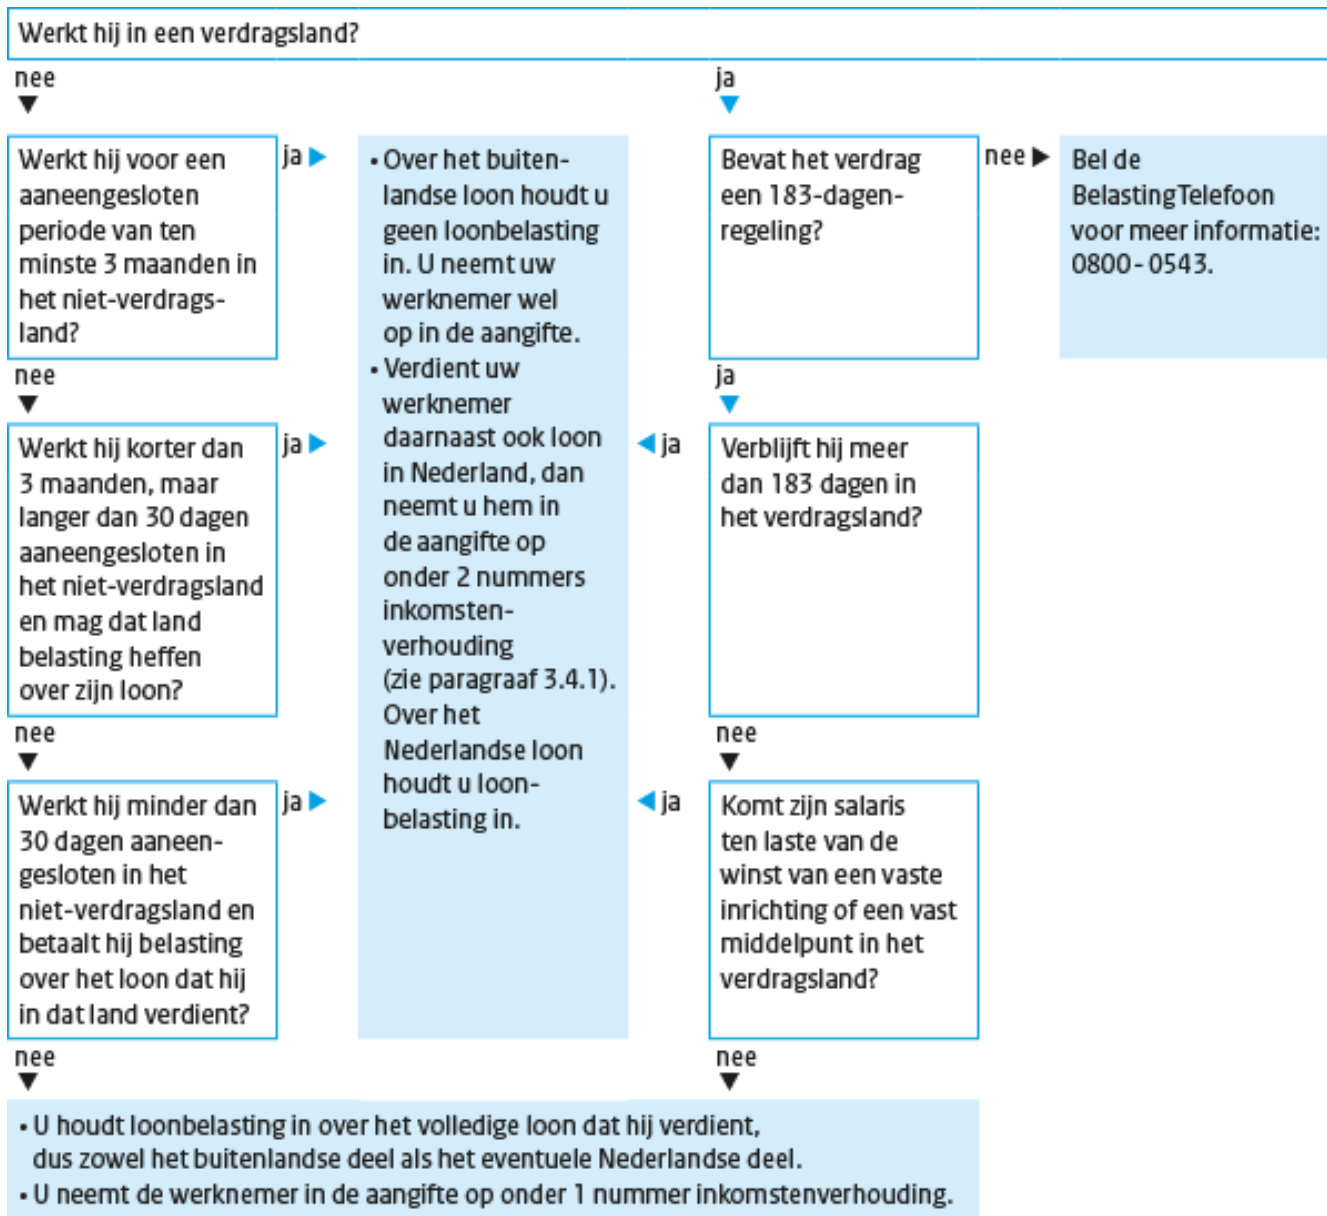 Werkt hij in een verdragsland?
nee
ja
Werkt hij voor een
aaneengesloten
periode van ten
minste 3 maanden in
het niet-verdrags-
land?
ja
• Over het buiten-
landse loon houdt u
geen loonbelasting
in. U neemt uw
werknemer wel
op in de aangifte.
• Verdient uw
werknemer
daarnaast ook loon
in Nederland, dan
neemt u hem in
de aangifte op
onder 2 nummers
inkomsten-
verhouding
(zie paragraaf 3.4.1).
Over het
Nederlandse loon
houdt u loon-
belasting in.
Bevat het verdrag
een 183-dagen-
regeling?
nee
Bel de
BelastingTelefoon
voor meer informatie:
0800 - 0543.
nee
ja
Werkt hij korter dan
3 maanden, maar
langer dan 30 dagen
aaneengesloten in
het niet-verdragsland
en mag dat land
belasting heffen
over zijn loon?
ja
ja
Verblijft hij meer
dan 183 dagen in
het verdragsland?
nee
nee
Werkt hij minder dan
30 dagen aaneen-
gesloten in het
niet-verdragsland en
betaalt hij belasting
over het loon dat hij
in dat land verdient?
ja
ja
Komt zijn salaris
ten laste van de
winst van een vaste
inrichting of een vast
middelpunt in het
verdragsland?
nee
nee
• U houdt loonbelasting in over het volledige loon dat hij verdient,
dus zowel het buitenlandse deel als het eventuele Nederlandse deel.
• U neemt de werknemer in de aangifte op onder 1 nummer inkomstenverhouding.